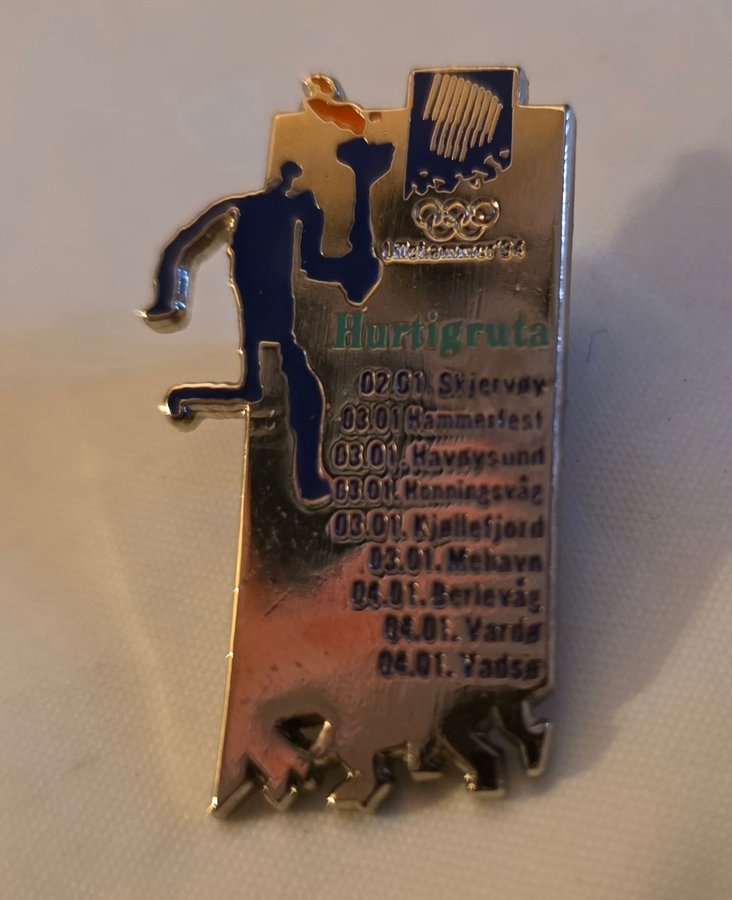 Lillehammer'94
Hurtigruta
02.01. Skjervøy
03.01 Hammerfest
03.01. Havøysund
03.01. Honningsvåg
03.01. Kjøllefjord
03.01. Mehavn
04.01. Berlevåg
04.01. Vardø
04.01. Vadsø